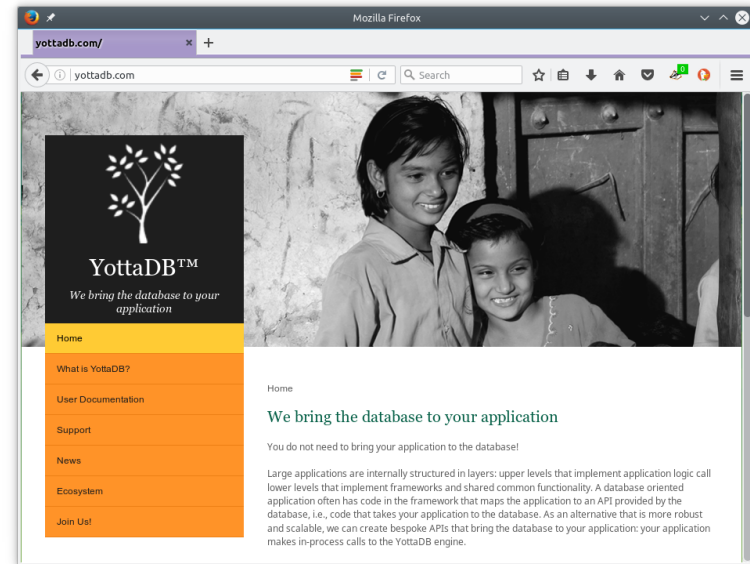 Mozilla Firefox
yottadb.com/
yottadb.com
Search
0
YottaDB™
We bring the database to your
application
Home
What is YottaDB?
User Documentation
Support
News
Ecosystem
Join Us!
Home
We bring the database to your application
You do not need to bring your application to the database!
Large applications are internally structured in layers: upper levels that implement application logic call
lower levels that implement frameworks and shared common functionality. A database oriented
application often has code in the framework that maps the application to an API provided by the
database, i.e., code that takes your application to the database. As an alternative that is more robust
and scalable, we can create bespoke APIs that bring the database to your application: your application
makes in-process calls to the YottaDB engine.